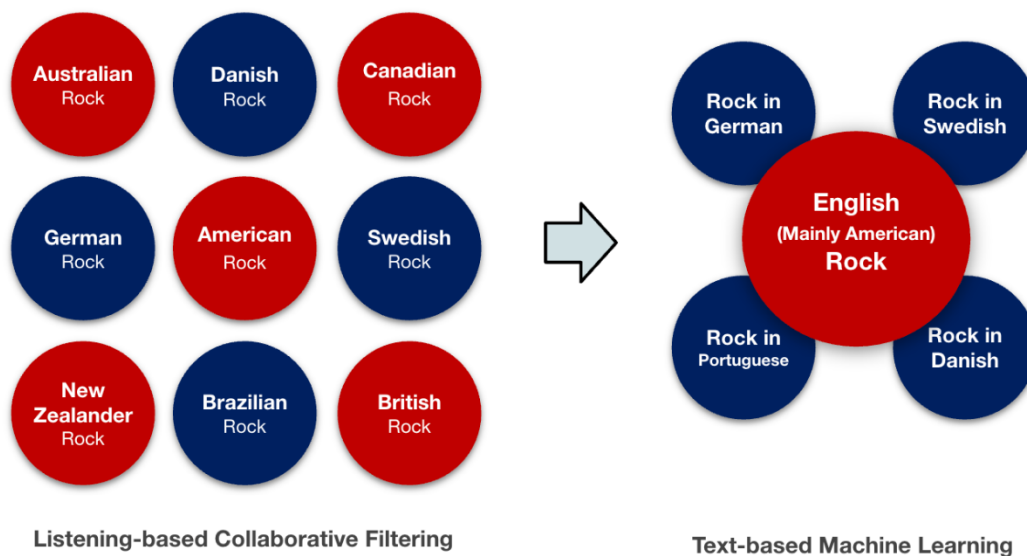 Australian
Rock
Danish
Rock
Canadian
Rock
German
Rock
American
Rock
Swedish
Rock
New
Zealander
Rock
Brazilian
Rock
British
Rock
Listening-based Collaborative Filtering
Rock in
German
Rock in
Swedish
English
(Mainly American)
Rock
Rock in
Portuguese
Rock in
Danish
Text-based Machine Learning